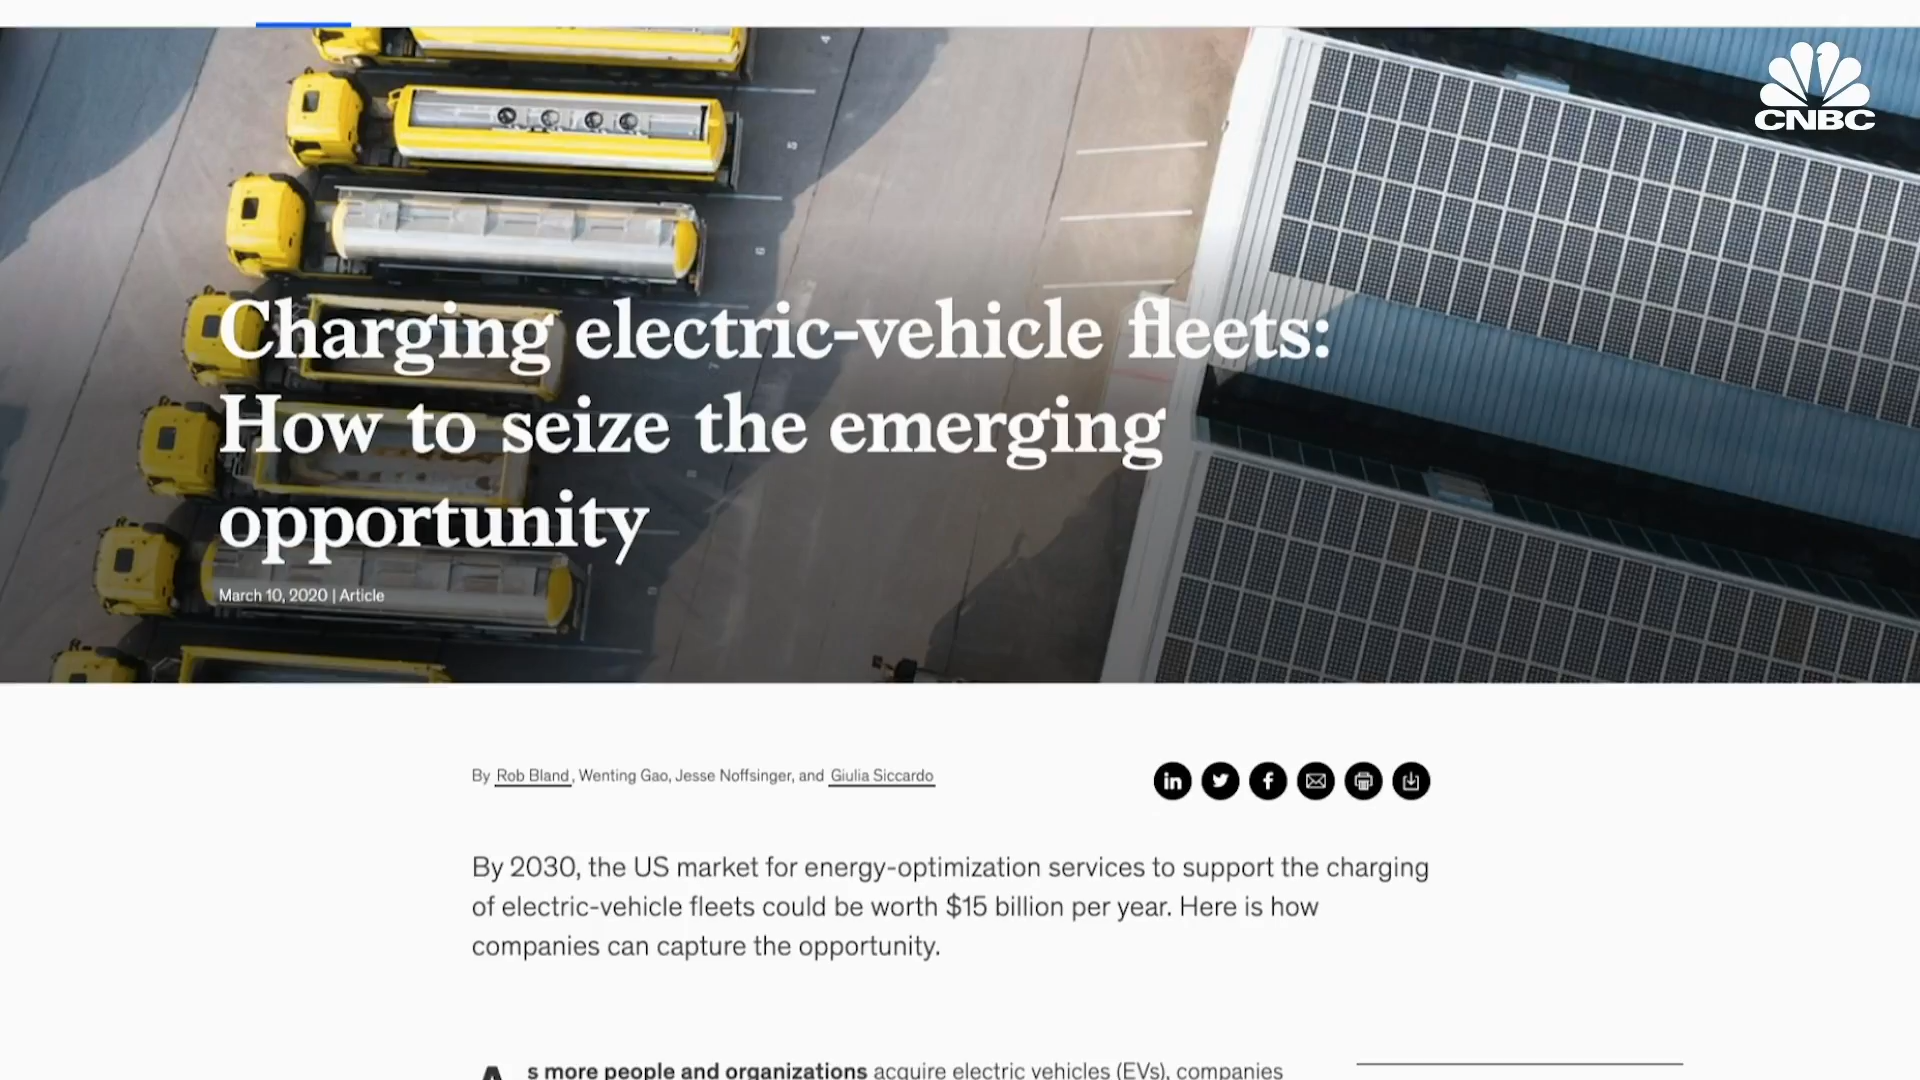 CNBC
Charging electric-vehicle fleets:
How to seize the emerging
opportunity
March 10, 2020 | Article
By Rob Bland, Wenting Gao, Jesse Noffsinger, and Giulia Siccardo
in
f
By 2030, the US market for energy-optimization services to support the charging
of electric-vehicle fleets could be worth $15 billion per year. Here is how
companies can capture the opportunity.
As more people and organizations acquire electric vehicles (EVs), companies